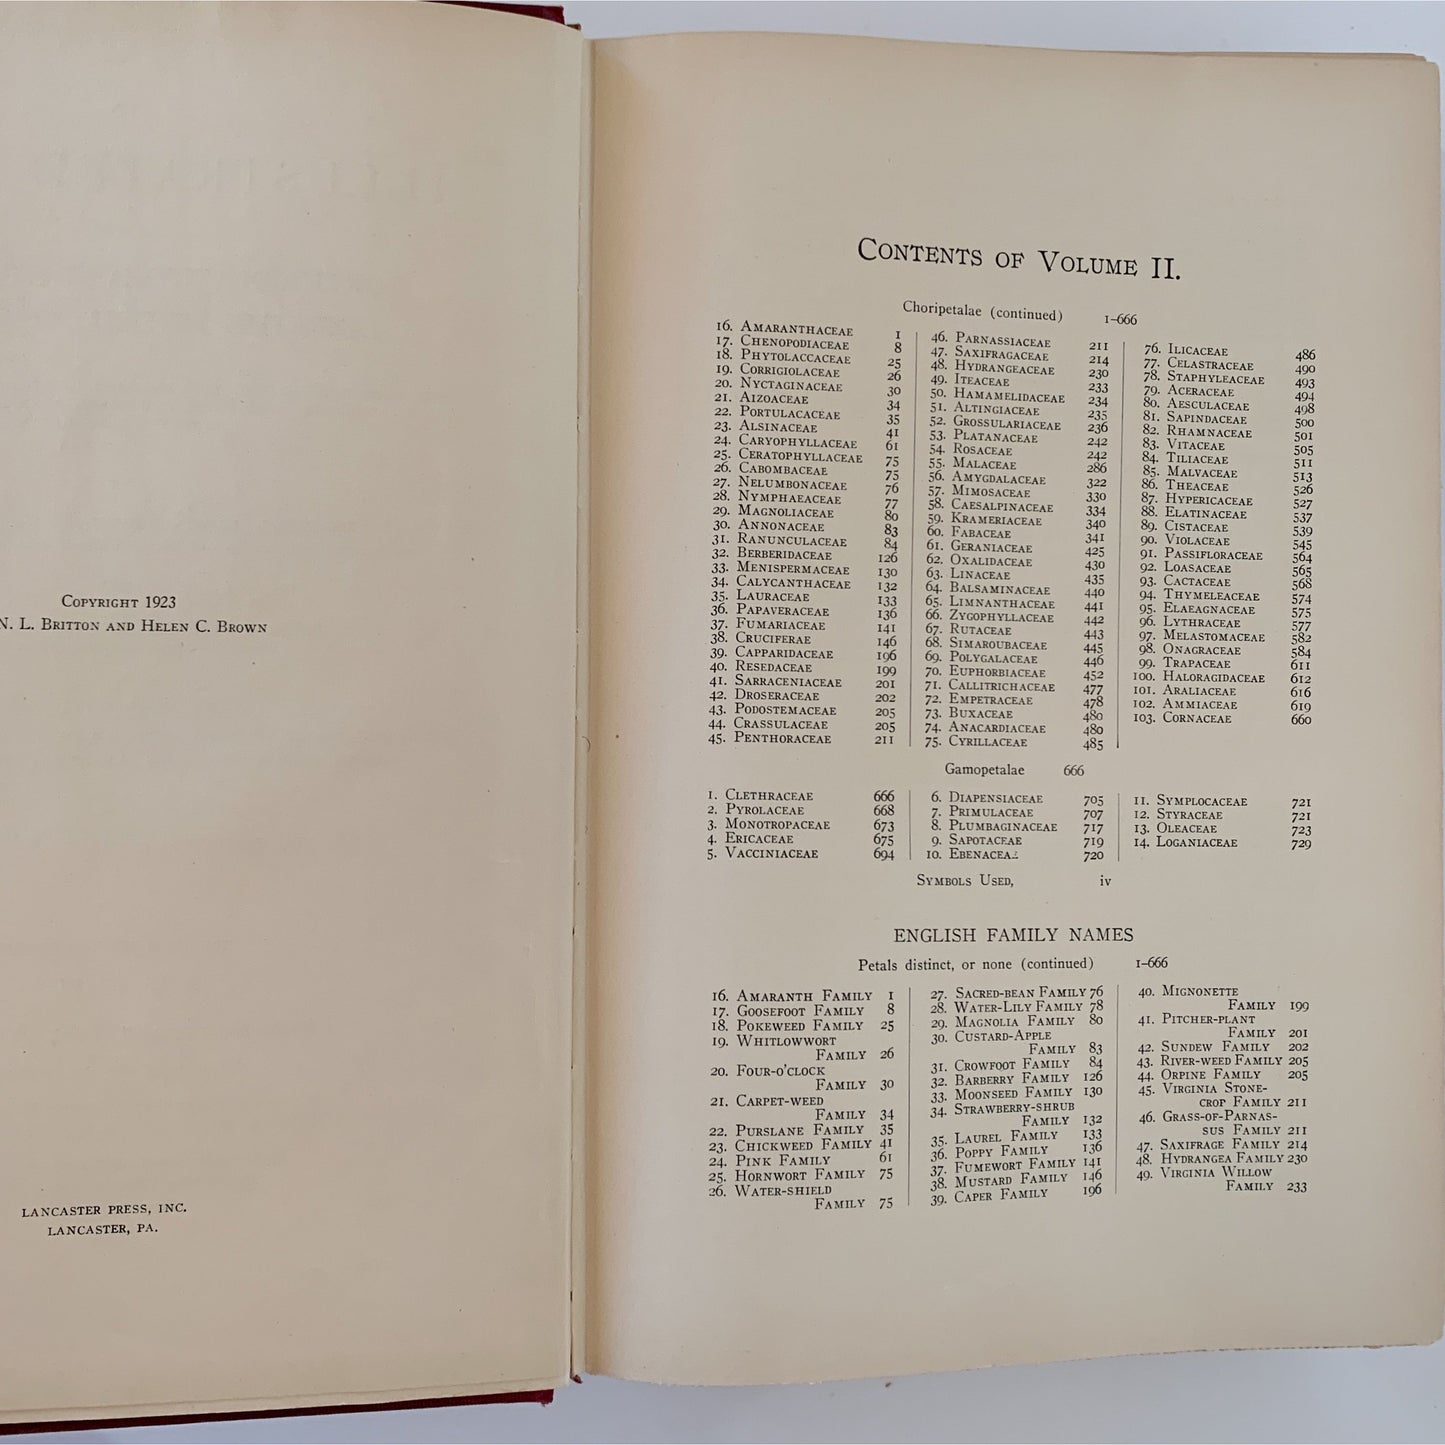 Copyright 1923
N. L. Britton and Helen C. Brown
LANCASTER PRESS, INC.
LANCASTER, PA.
Contents of Volume II.
Choripetalae (continued) 1-666
16. Amaranthaceae 1
17. Chenopodiaceae 8
18. Phytolaccaceae 25
19. Corrigiolaceae 26
20. Nyctaginaceae 30
21. Aizoaceae 34
22. Portulacaceae 35
23. Alsinaceae 41
24. Caryophyllaceae 61
25. Ceratophyllaceae 75
26. Cabombaceae 75
27. Nelumbonaceae 76
28. Nymphaeaceae 77
29. Magnoliaceae 80
30. Annonaceae 83
31. Ranunculaceae 84
32. Berberidaceae 126
33. Menispermaceae 130
34. Calycanthaceae 132
35. Lauraceae 133
36. Papaveraceae 136
37. Fumariaceae 141
38. Cruciferae 146
39. Capparidaceae 196
40. Resedaceae 199
41. Sarraceniaceae 201
42. Droseraceae 202
43. Podostemaceae 205
44. Crassulaceae 205
45. Penthoraceae 211
46. Parnassiaceae 211
47. Saxifragaceae 214
48. Hydrangeaceae 230
49. Iteaceae 233
50. Hamamelidaceae 234
51. Altingiaceae 235
52. Grossulariaceae 236
53. Platanaceae 242
54. Rosaceae 242
55. Malaceae 286
56. Amygdalaceae 322
57. Mimosaceae 330
58. Caesalpinaceae 334
59. Krameriaceae 340
60. Fabaceae 341
61. Geraniaceae 425
62. Oxalidaceae 430
63. Linaceae 435
64. Balsaminaceae 440
65. Limnanthaceae 441
66. Zygophyllaceae 442
67. Rutaceae 443
68. Simaroubaceae 445
69. Polygalaceae 446
70. Euphorbiaceae 452
71. Callitrichaceae 477
72. Empetraceae 478
73. Buxaceae 480
74. Anacardiaceae 480
75. Cyrillaceae 485
76. Ilicaceae 486
77. Celastraceae 490
78. Staphyleaceae 493
79. Aceraceae 494
80. Aesculaceae 498
81. Sapindaceae 500
82. Rhamnaceae 501
83. Vitaceae 505
84. Tiliaceae 511
85. Malvaceae 513
86. Theaceae 526
87. Hypericaceae 527
88. Elatinaceae 537
89. Cistaceae 539
90. Violaceae 545
91. Passifloraceae 564
92. Loasaceae 565
93. Cactaceae 568
94. Thymeleaceae 574
95. Elaeagnaceae 575
96. Lythraceae 577
97. Melastomaceae 582
98. Onagraceae 584
99. Trapaceae 611
100. Haloragidaceae 612
101. Araliaceae 616
102. Ammiaceae 619
103. Cornaceae 660
Gamopetalae 666
1. Clethraceae 666
2. Pyrolaceae 668
3. Monotropaceae 673
4. Ericaceae 675
5. Vacciniaceae 694
6. Diapensiaceae 705
7. Primulaceae 707
8. Plumbaginaceae 717
9. Sapotaceae 719
10. Ebenaceae 720
11. Symplocaceae 721
12. Styraceae 721
13. Oleaceae 723
14. Loganiaceae 729
Symbols Used, iv
ENGLISH FAMILY NAMES
Petals distinct, or none (continued) 1-666
16. Amaranth Family 1
17. Goosefoot Family 8
18. Pokeweed Family 25
19. Whitlowwort
Family 26
20. Four-o'clock
Family 30
21. Carpet-weed
Family 34
22. Purslane Family 35
23. Chickweed Family 41
24. Pink Family 61
25. Hornwort Family 75
26. Water-shield
Family 75
27. Sacred-bean Family 76
28. Water-Lily Family 78
29. Magnolia Family 80
30. Custard-Apple
Family 83
31. Crowfoot Family 84
32. Barberry Family 126
33. Moonseed Family 130
34. Strawberry-shrub
Family 132
35. Laurel Family 133
36. Poppy Family 136
37. Fumewort Family 141
38. Mustard Family 146
39. Caper Family 196
40. Mignonette
Family 199
41. Pitcher-plant
Family 201
42. Sundew Family 202
43. River-weed Family 205
44. Orpine Family 205
45. Virginia Stone-
crop Family 211
46. Grass-of-Parnas-
sus Family 211
47. Saxifrage Family 214
48. Hydrangea Family 230
49. Virginia Willow
Family 233